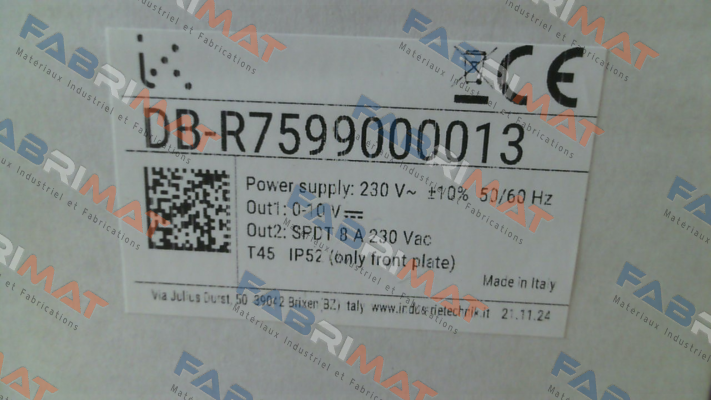 CE
DB-R7599000013
Power supply: 230 V~ ±10% 50/60 Hz
Out1: 0-10 V
Out2: SPDT 8 A 230 Vac
T45 IP52 (only front plate)
Made in Italy
Via Julius Durst, 50 39042 Brixen (BZ) Italy www.industrietechnik.it 21.11.24
FABRIMAT
Materiaux Industriel et Fabrications